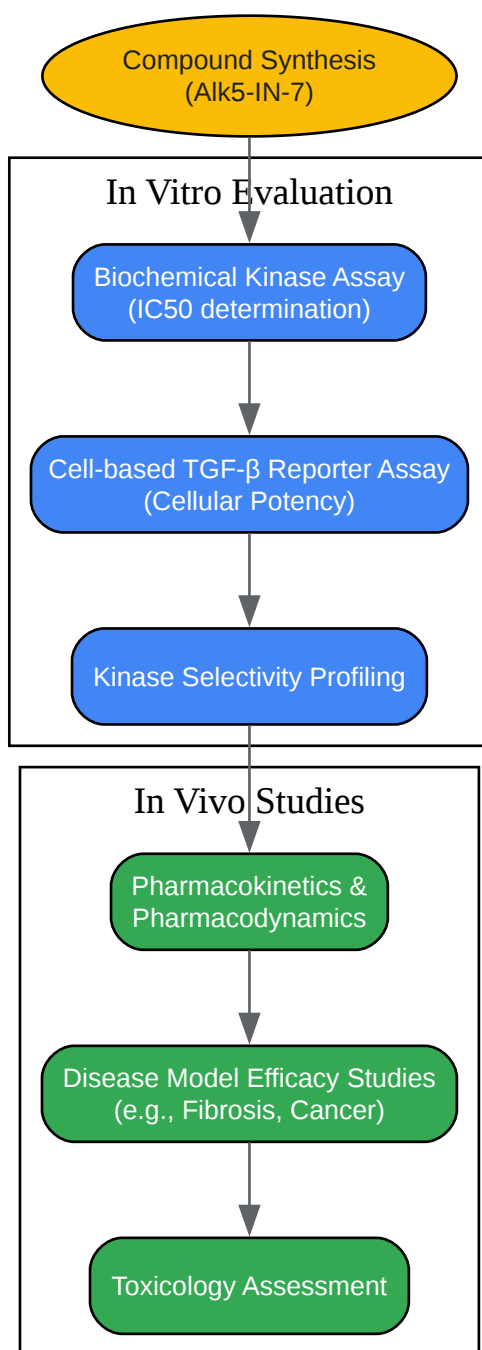 Compound Synthesis
(Alk5-IN-7)
In Vitro Evaluation
Biochemical Kinase Assay
(IC50 determination)
Cell-based TGF-β Reporter Assay
(Cellular Potency)
Kinase Selectivity Profiling
In Vivo Studies
Pharmacokinetics &
Pharmacodynamics
Disease Model Efficacy Studies
(e.g., Fibrosis, Cancer)
Toxicology Assessment